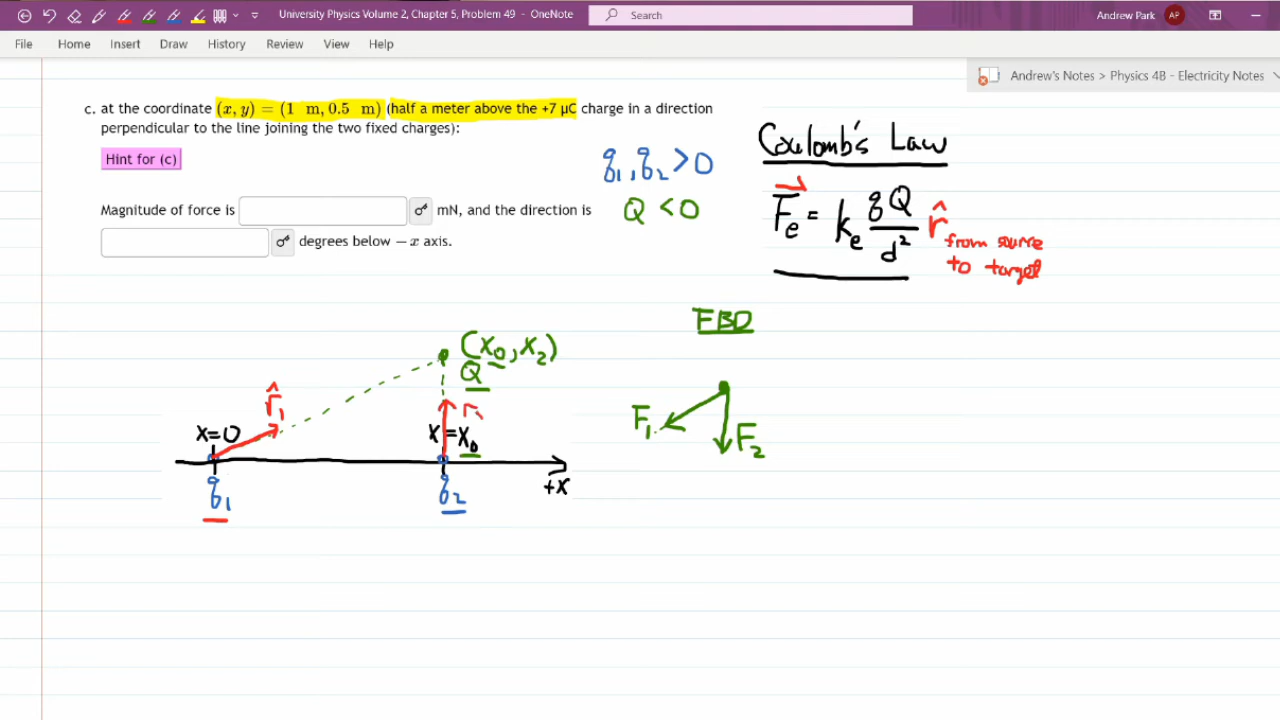 University Physics Volume 2, Chapter 5, Problem 49 - OneNote
Search
Andrew Park AP
File Home Insert Draw History Review View Help
Andrew's Notes > Physics 4B - Electricity Notes
c. at the coordinate (x, y) = (1 m, 0.5 m) (half a meter above the +7 μC charge in a direction
perpendicular to the line joining the two fixed charges):
Hint for (c)
Magnitude of force is mN, and the direction is
degrees below −x axis.
q₁, q₂ > 0
Q < 0
Coulomb's Law
F⃗e = ke qQ/d² r̂
from source
to target
FBD
(x₀, x₂)
Q
r̂₁
x=0
x=x₀
+x
q₁
q₂
F₁
F₂